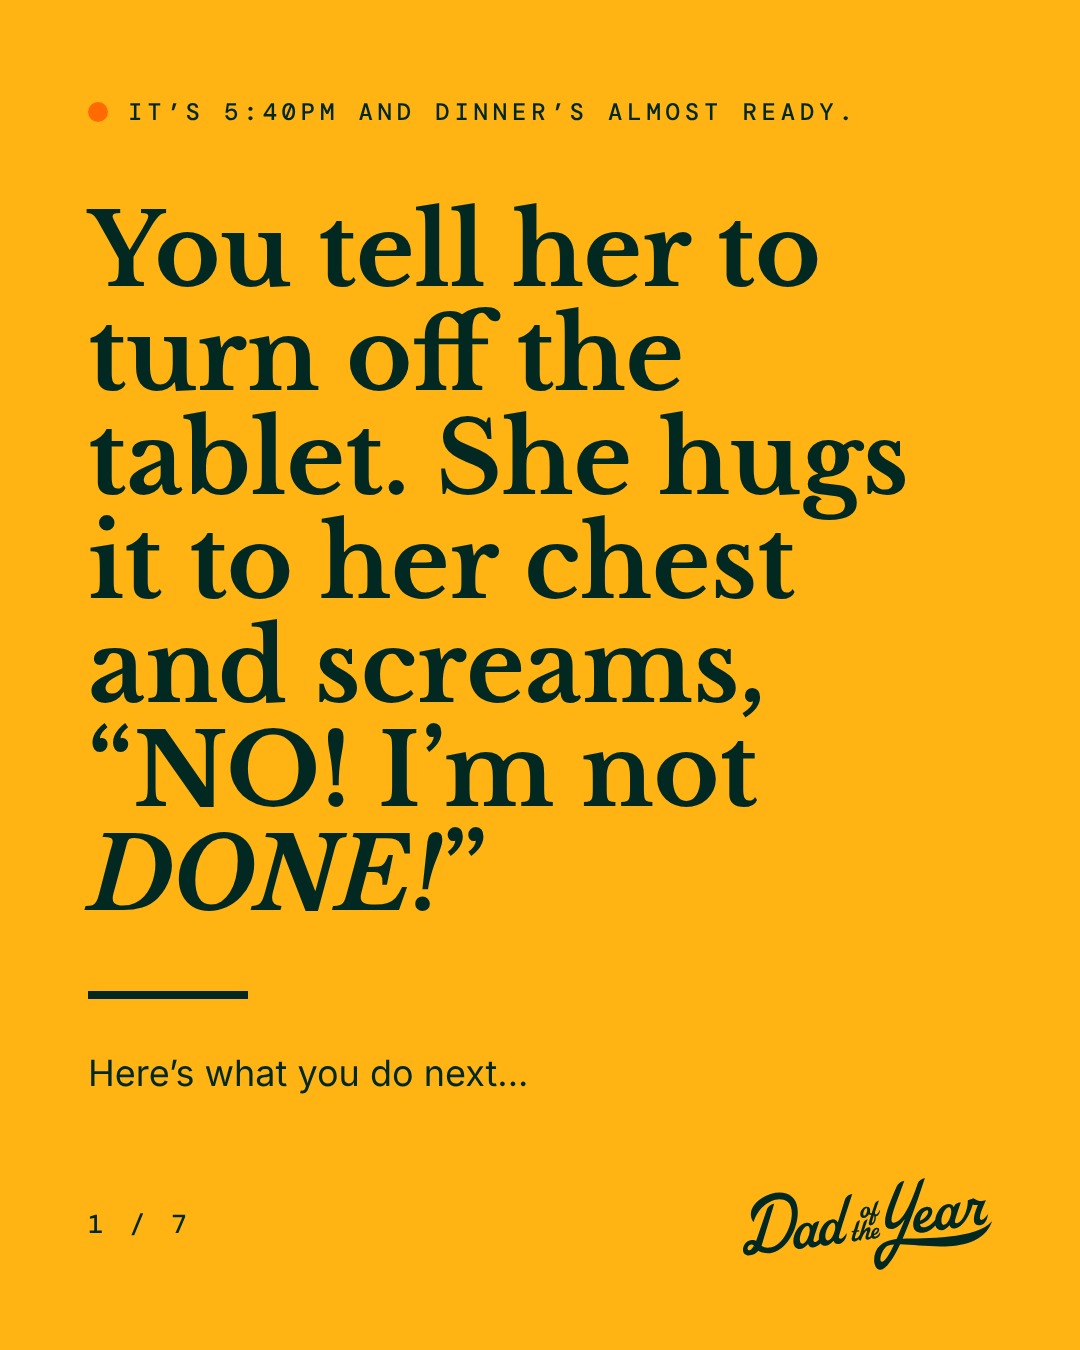 IT’S 5:40PM AND DINNER’S ALMOST READY.
You tell her to
turn off the
tablet. She hugs
it to her chest
and screams,
“NO! I’m not
DONE!”
Here’s what you do next...
1 / 7
Dad of the Year